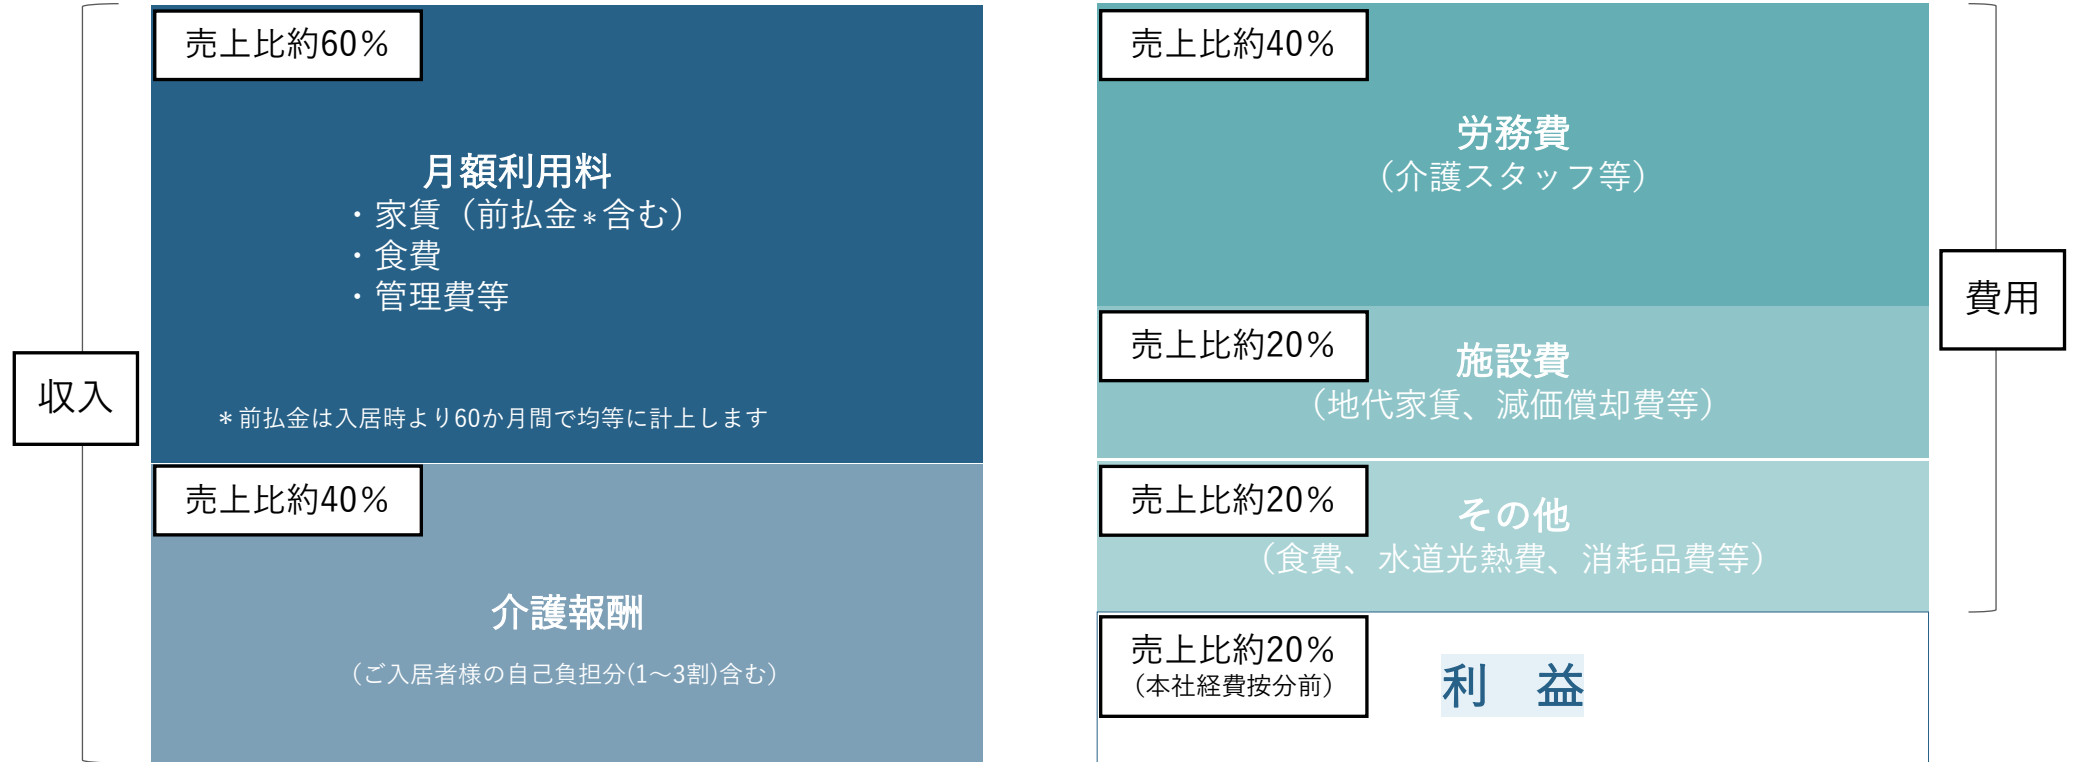 収入
売上比約60%
月額利用料
・家賃（前払金＊含む）
・食費
・管理費等
＊前払金は入居時より60か月間で均等に計上します
売上比約40%
介護報酬
（ご入居者様の自己負担分(1～3割)含む）
売上比約40%
労務費
（介護スタッフ等）
売上比約20%
施設費
（地代家賃、減価償却費等）
売上比約20%
その他
（食費、水道光熱費、消耗品費等）
売上比約20%
（本社経費按分前）
利　益
費用